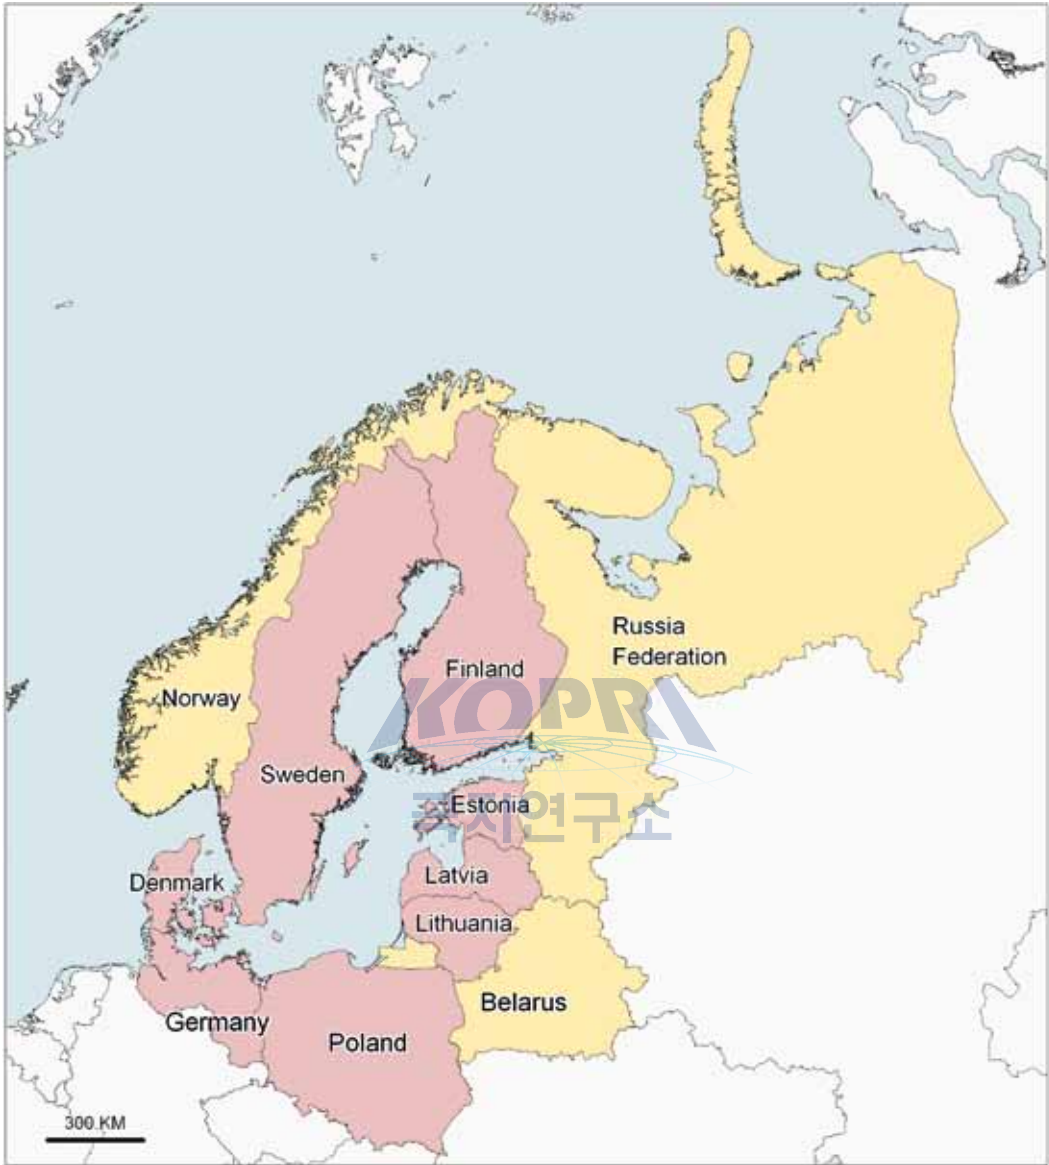 Russia
Federation
Finland
Norway
KOPRI
Sweden
Estonia
극지연구소
Denmark
Latvia
Lithuania
Belarus
Germany
Poland
300 KM